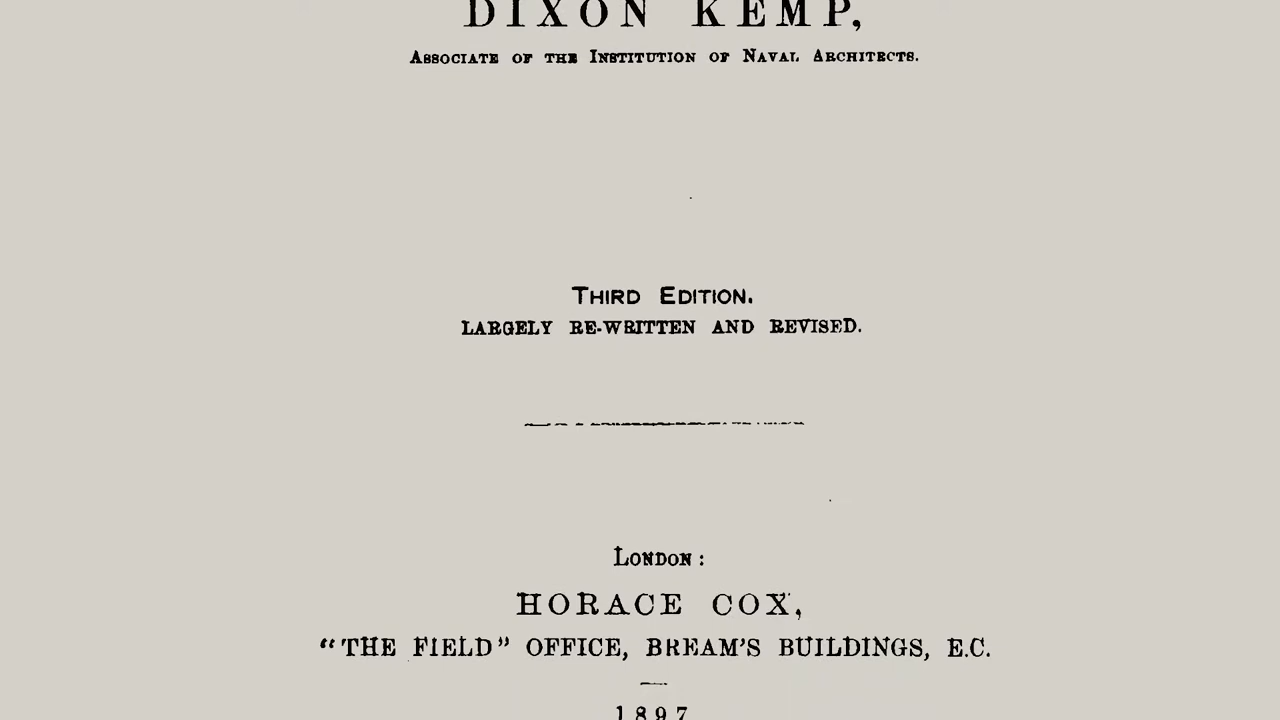 DIXON KEMP,
ASSOCIATE OF THE INSTITUTION OF NAVAL ARCHITECTS.
THIRD EDITION.
LARGELY RE-WRITTEN AND REVISED.
LONDON:
HORACE COX,
“THE FIELD” OFFICE, BREAM'S BUILDINGS, E.C.
1897